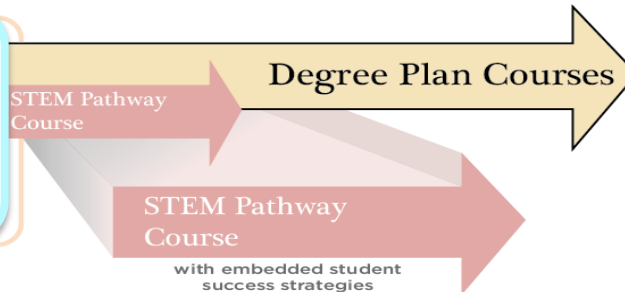 Degree Plan Courses
STEM Pathway
Course
STEM Pathway
Course
with embedded student
success strategies